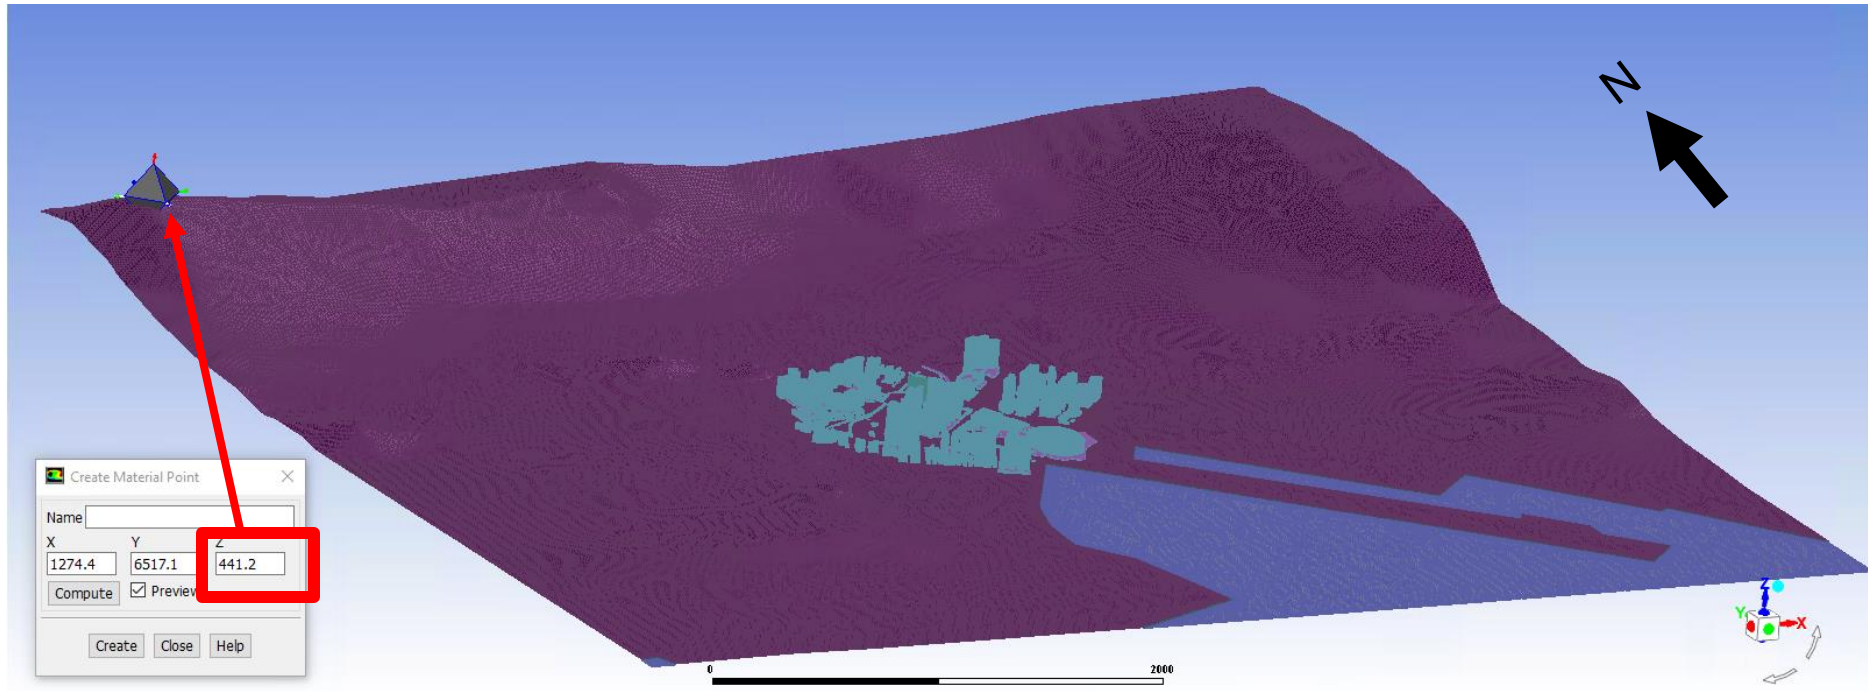 N
Create Material Point
Name
X Y Z
1274.4 6517.1 441.2
Compute Preview
Create Close Help
0 2000
Z
Y
X